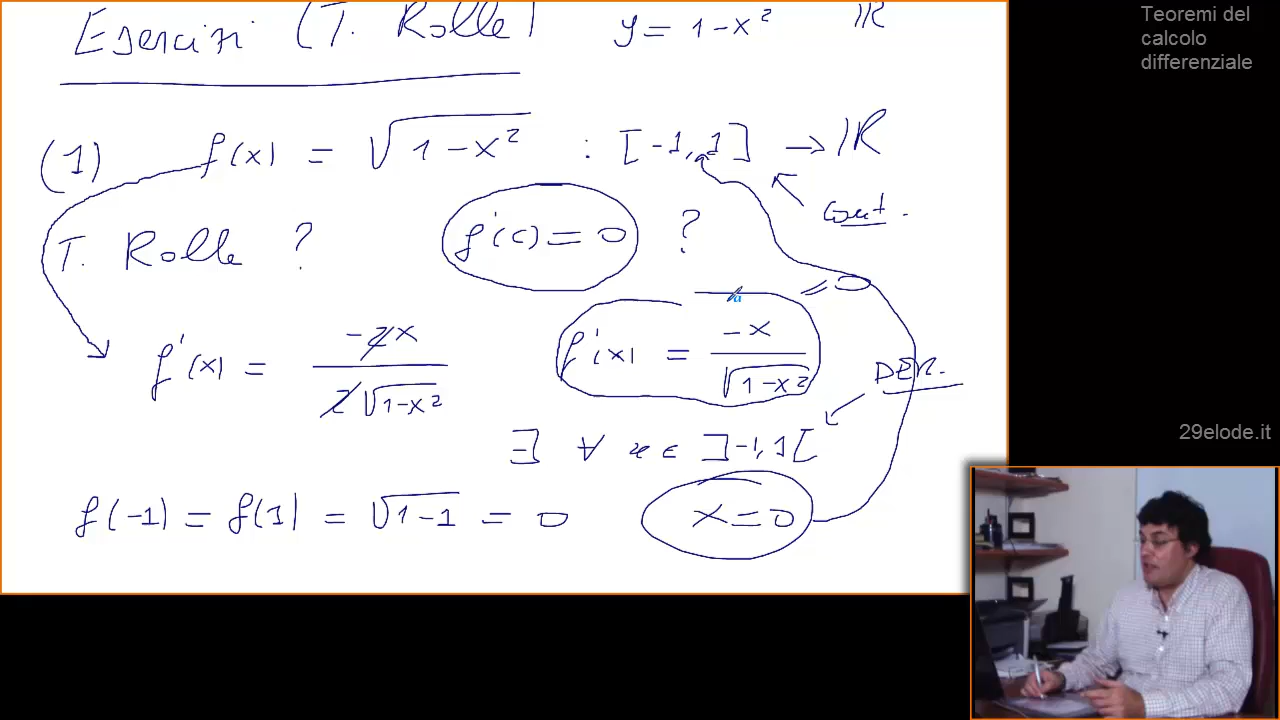 Esercizi (T. Rolle) y = 1-x² ℝ
(1) f(x) = √(1-x²) : [-1,1] → ℝ
cont.
T. Rolle ? f'(c) = 0 ?
= 0
f'(x) = -2x / 2√(1-x²) f'(x) = -x / √(1-x²) DER.
∃ ∀ x ∈ ]-1,1[
f(-1) = f(1) = √(1-1) = 0 x = 0
Teoremi del
calcolo
differenziale
29elode.it